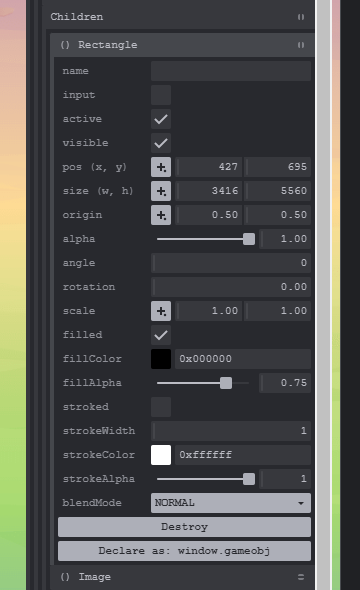 Children
() Rectangle
name
input
active
visible
pos (x, y) 427 695
size (w, h) 3416 5560
origin 0.50 0.50
alpha 1.00
angle 0
rotation 0.00
scale 1.00 1.00
filled
fillColor 0x000000
fillAlpha 0.75
stroked
strokeWidth 1
strokeColor 0xffffff
strokeAlpha 1
blendMode NORMAL
Destroy
Declare as: window.gameobj
() Image